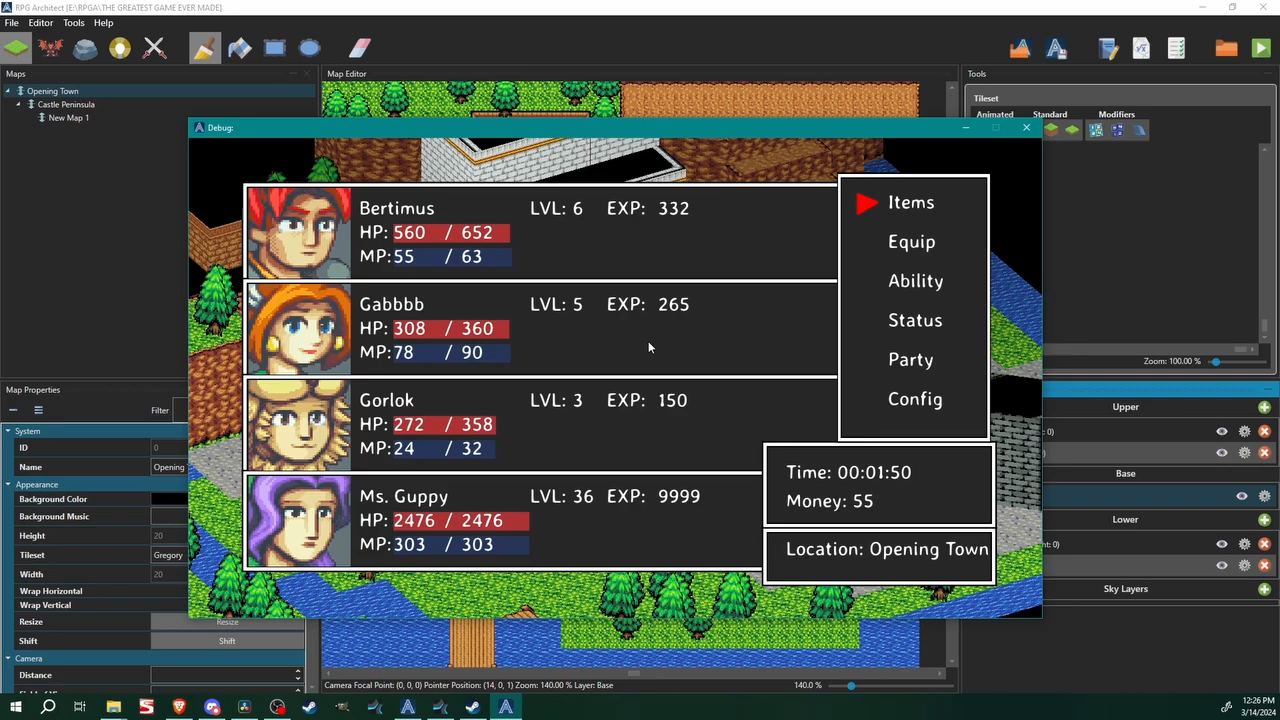 RPG Architect [E:\RPGA\THE GREATEST GAME EVER MADE]
File Editor Tools Help
Maps
Opening Town
Castle Peninsula
New Map 1
Map Editor
Tools
Tileset
Animated Standard Modifiers
Zoom: 100.00 %
Debug:
Bertimus LVL: 6 EXP: 332
HP: 560 / 652
MP: 55 / 63
Gabbbb LVL: 5 EXP: 265
HP: 308 / 360
MP: 78 / 90
Gorlok LVL: 3 EXP: 150
HP: 272 / 358
MP: 24 / 32
Ms. Guppy LVL: 36 EXP: 9999
HP: 2476 / 2476
MP: 303 / 303
Items
Equip
Ability
Status
Party
Config
Time: 00:01:50
Money: 55
Location: Opening Town
Map Properties
Filter
System
ID 0
Name Opening
Appearance
Background Color
Background Music
Height 20
Tileset Gregory
Width 20
Wrap Horizontal
Wrap Vertical
Resize Resize
Shift Shift
Camera
Distance
Upper
: 0)
Base
Lower
nt: 0)
Sky Layers
Camera Focal Point: (0, 0, 0) Pointer Position: (14, 0, 1) Zoom: 140.00 % Layer: Base
140.0 %
12:26 PM
3/14/2024